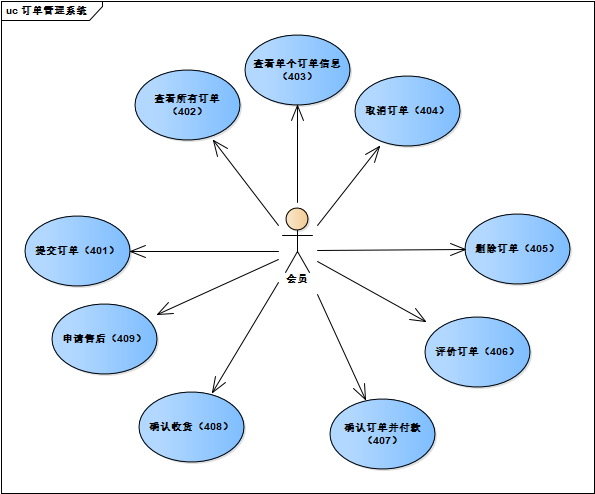 uc 订单管理系统
查看单个订单信息
（403）
查看所有订单
（402）
取消订单（404）
提交订单（401）
删除订单（405）
会员
申请售后（409）
评价订单（406）
确认收货（408）
确认订单并付款
（407）